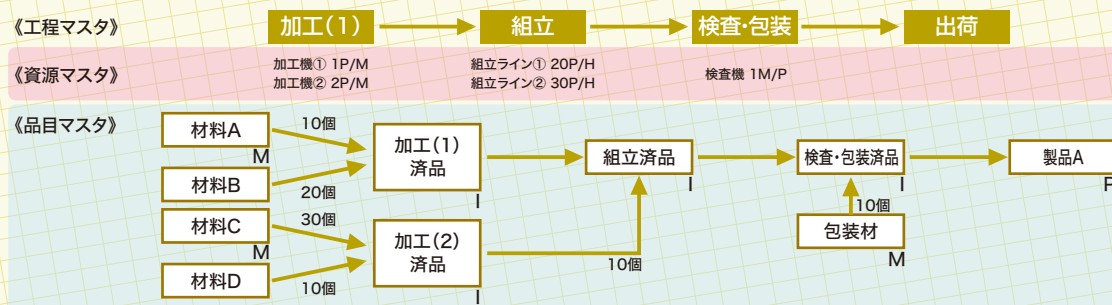 《工程マスタ》
加工(1)
組立
検査・包装
出荷
《資源マスタ》
加工機① 1P/M
加工機② 2P/M
組立ライン① 20P/H
組立ライン② 30P/H
検査機 1M/P
《品目マスタ》
材料A
M
10個
材料B
20個
材料C
M
30個
材料D
10個
加工(1)
済品
I
加工(2)
済品
I
10個
組立済品
I
検査・包装済品
I
10個
包装材
M
製品A
P